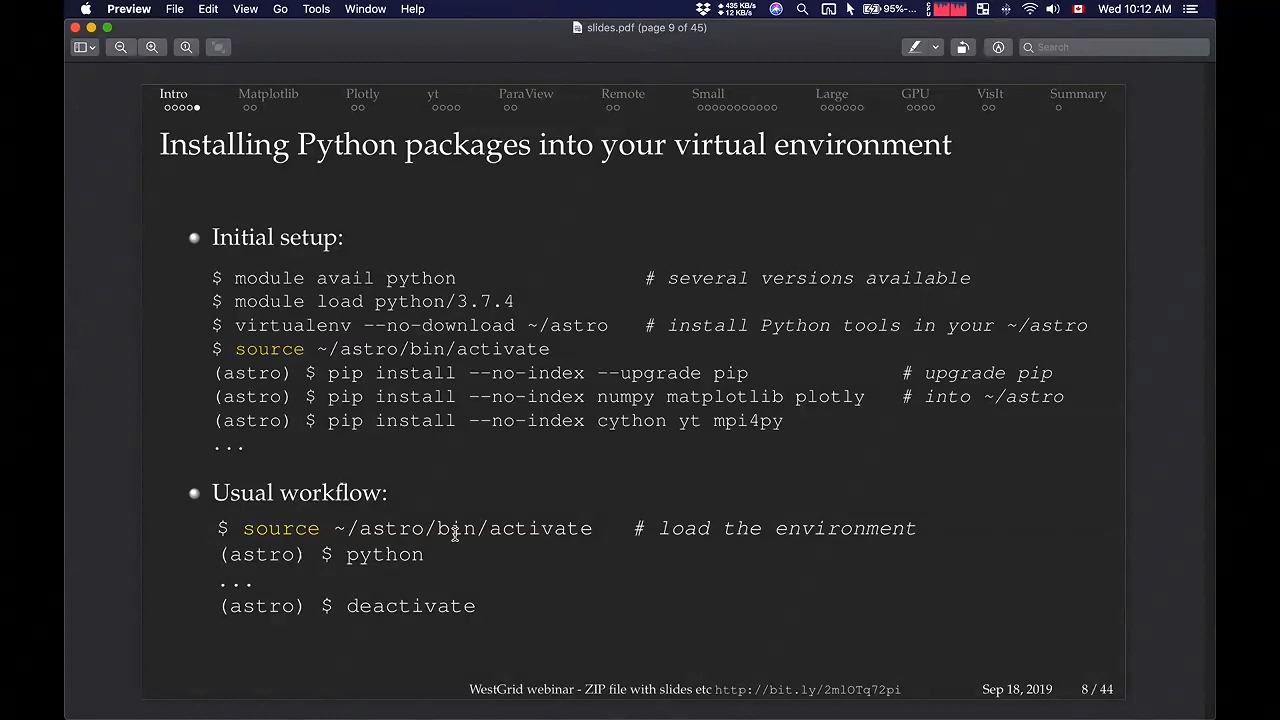 Preview File Edit View Go Tools Window Help 435 KB/s 12 KB/s 95% Wed 10:12 AM
slides.pdf (page 9 of 45)
Search
Intro Matplotlib Plotly yt ParaView Remote Small Large GPU VisIt Summary
Installing Python packages into your virtual environment
Initial setup:
$ module avail python # several versions available
$ module load python/3.7.4
$ virtualenv --no-download ~/astro # install Python tools in your ~/astro
$ source ~/astro/bin/activate
(astro) $ pip install --no-index --upgrade pip # upgrade pip
(astro) $ pip install --no-index numpy matplotlib plotly # into ~/astro
(astro) $ pip install --no-index cython yt mpi4py
...
Usual workflow:
$ source ~/astro/bin/activate # load the environment
(astro) $ python
...
(astro) $ deactivate
WestGrid webinar - ZIP file with slides etc http://bit.ly/2mlOTq72pi Sep 18, 2019 8 / 44